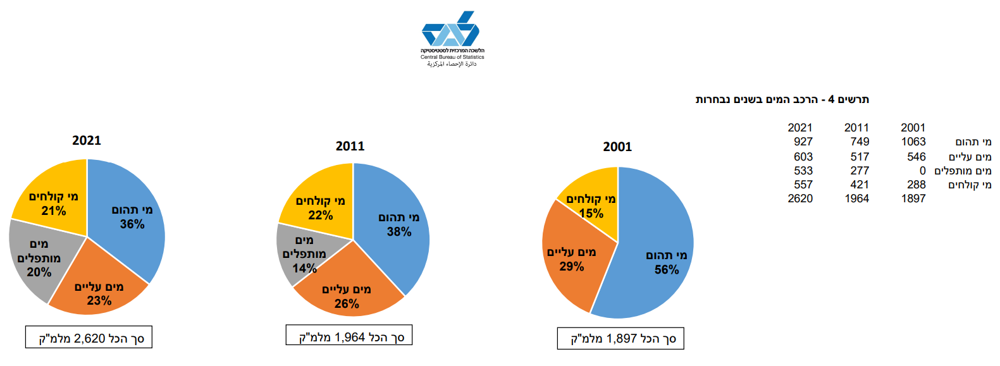 הלשכה המרכזית לסטטיסטיקה
Central Bureau of Statistics
دائرة الإحصاء المركزية
תרשים 4 - הרכב המים בשנים נבחרות
2001 2011 2021
מי תהום 1063 749 927
מים עליים 546 517 603
מים מותפלים 0 277 533
מי קולחים 288 421 557
1897 1964 2620
2001
מי קולחים
15%
מים עליים
29%
מי תהום
56%
סך הכל 1,897 מלמ"ק
2011
מי קולחים
22%
מי תהום
38%
מים
מותפלים
14%
מים עליים
26%
סך הכל 1,964 מלמ"ק
2021
מי קולחים
21%
מי תהום
36%
מים
מותפלים
20%
מים עליים
23%
סך הכל 2,620 מלמ"ק